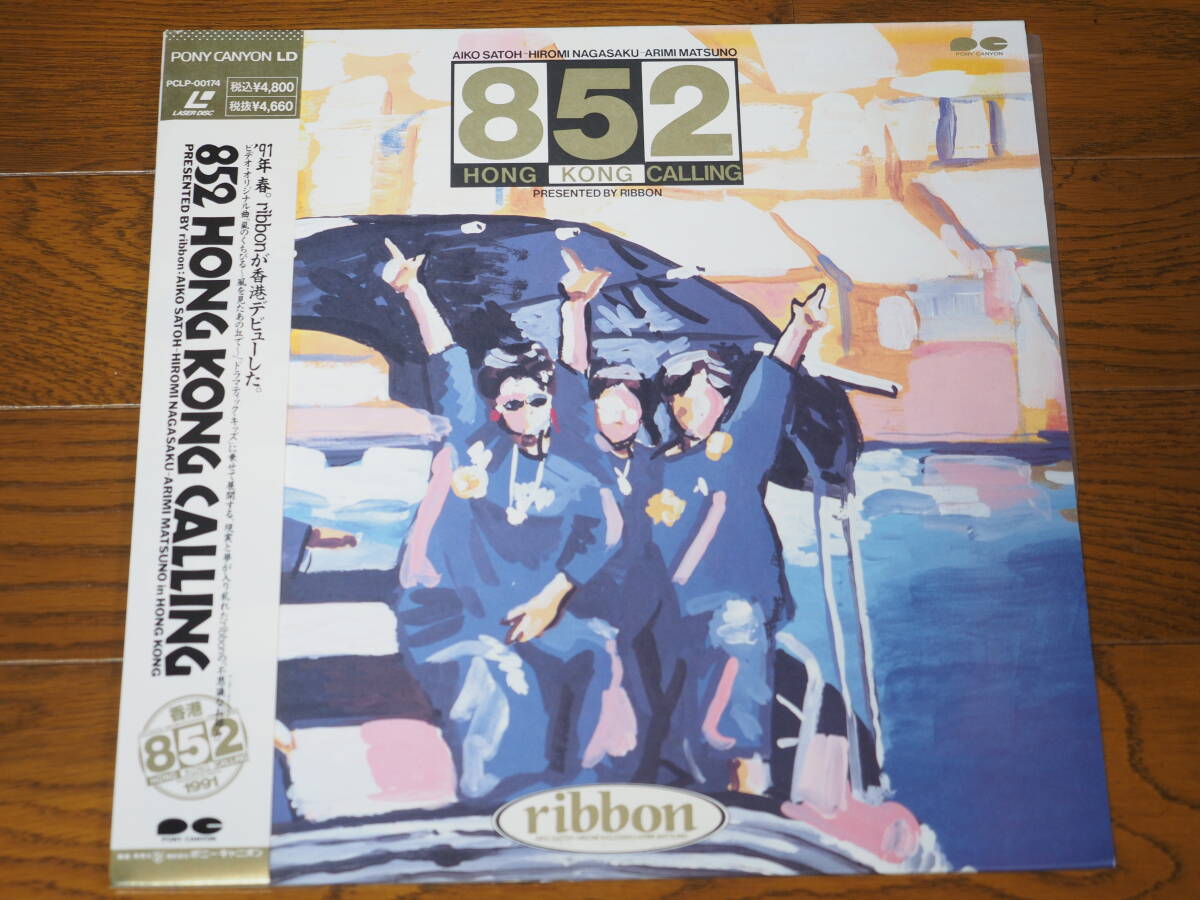 PONY CANYON LD
PCLP-00174
税込¥4,800
税抜¥4,660
LASER DISC
'91年 春。ribbonが香港デビューした。
852 HONG KONG CALLING
PRESENTED BY ribbon:AIKO SATOH-HIROMI NAGASAKU-ARIMI MATSUNO in HONG KONG
香港
852
HONG KONG CALLING
1991
PONY CANYON
ポニーキャニオン
AIKO SATOH-HIROMI NAGASAKU-ARIMI MATSUNO
852
HONG KONG CALLING
PRESENTED BY RIBBON
PONY CANYON
ribbon